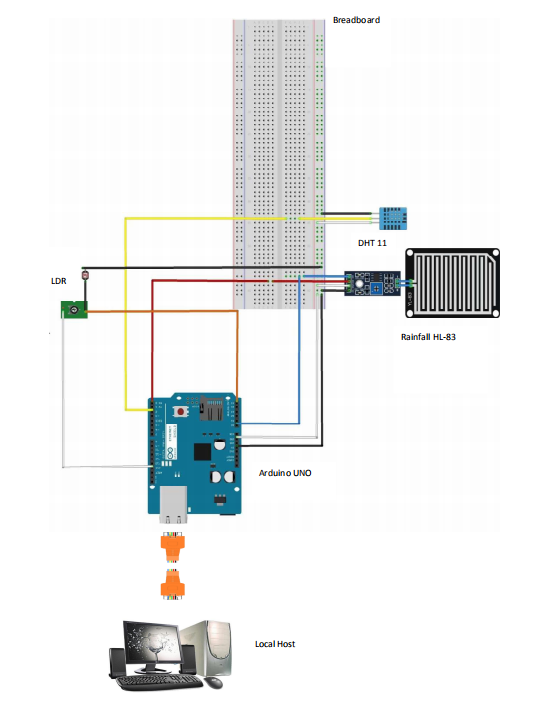 Breadboard
DHT 11
LDR
Rainfall HL-83
Arduino UNO
Local Host